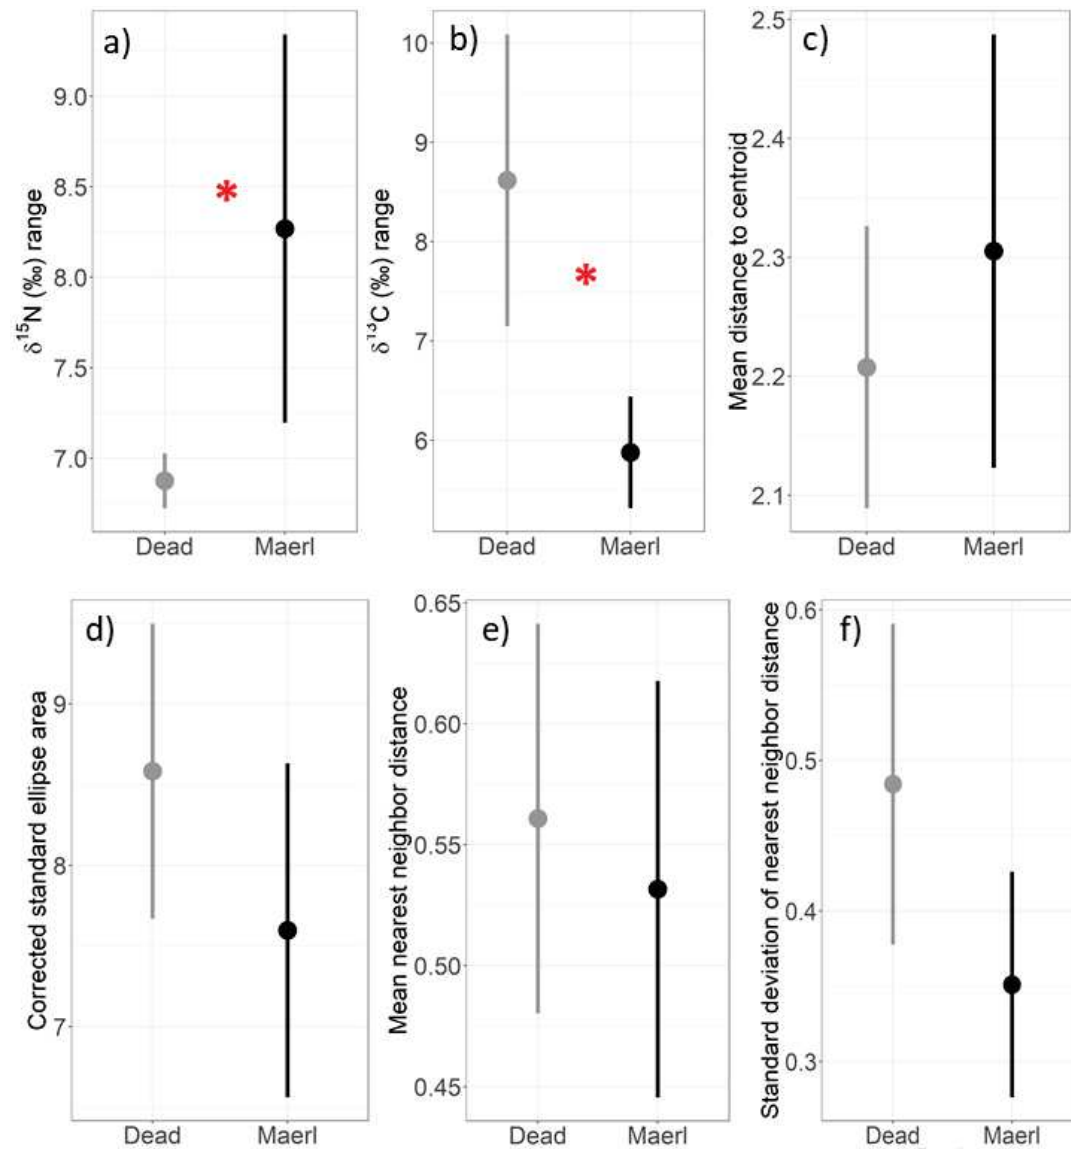 a)
δ¹⁵N (‰) range
9.0
8.5
8.0
7.5
7.0
*
Dead Maerl
b)
δ¹³C (‰) range
10
9
8
7
6
*
Dead Maerl
c)
Mean distance to centroid
2.5
2.4
2.3
2.2
2.1
Dead Maerl
d)
Corrected standard ellipse area
9
8
7
Dead Maerl
e)
Mean nearest neighbor distance
0.65
0.60
0.55
0.50
0.45
Dead Maerl
f)
Standard deviation of nearest neighbor distance
0.6
0.5
0.4
0.3
Dead Maerl